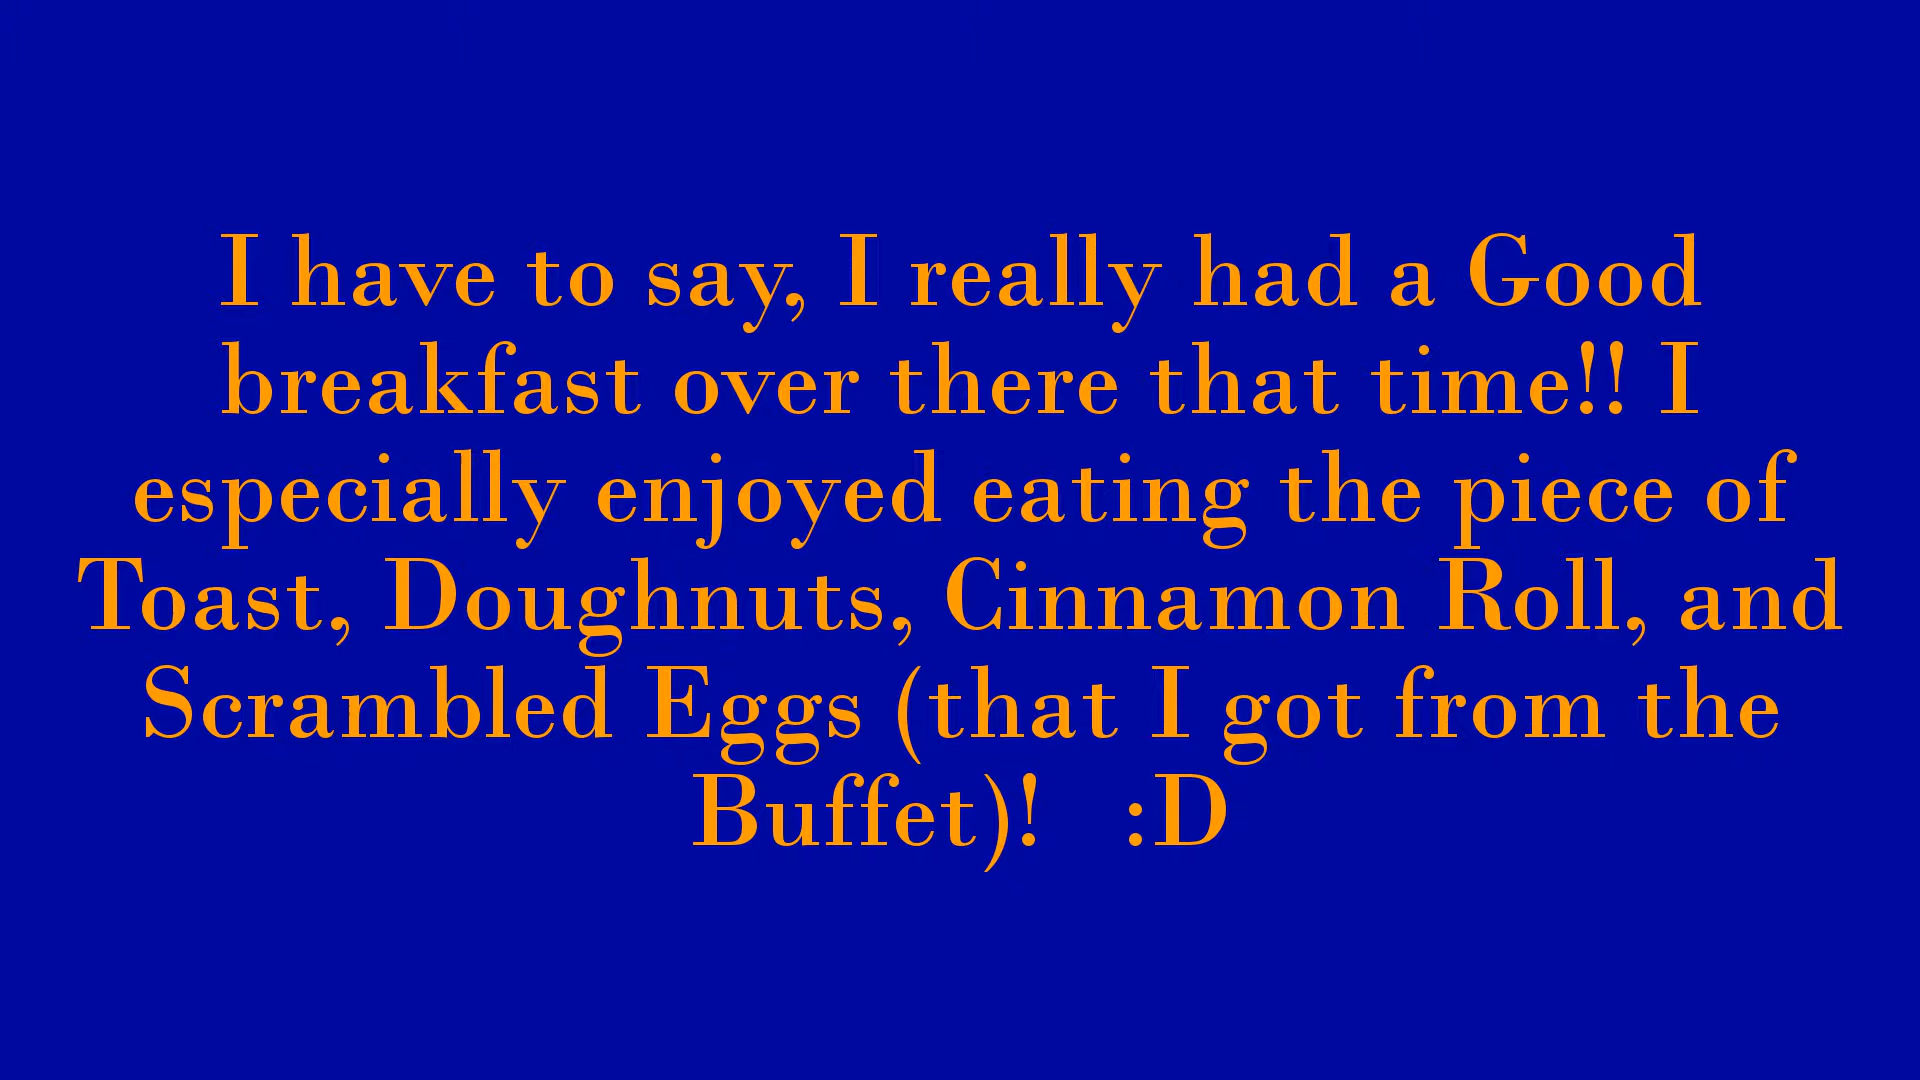 I have to say, I really had a Good
breakfast over there that time!! I
especially enjoyed eating the piece of
Toast, Doughnuts, Cinnamon Roll, and
Scrambled Eggs (that I got from the
Buffet)!  :D